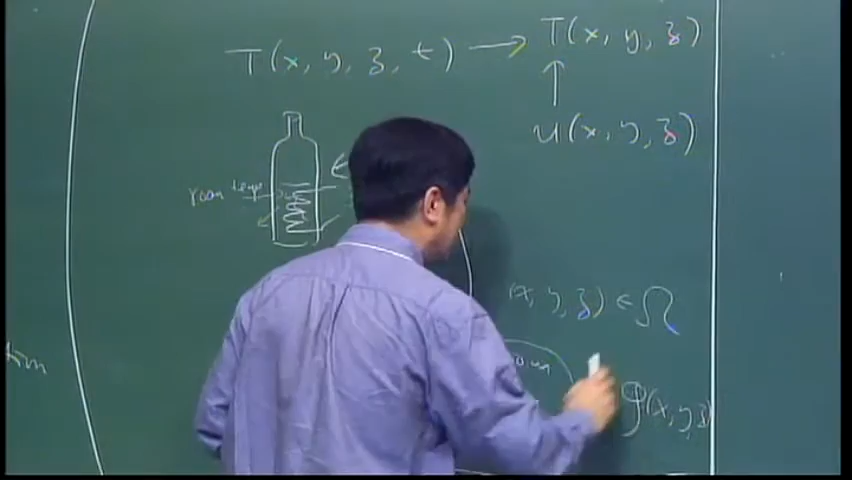 T(x, y, z, t) → T(x, y, z)
↑
u(x, y, z)
room temp
(x, y, z) ∈ Ω
φ(x, y, z)